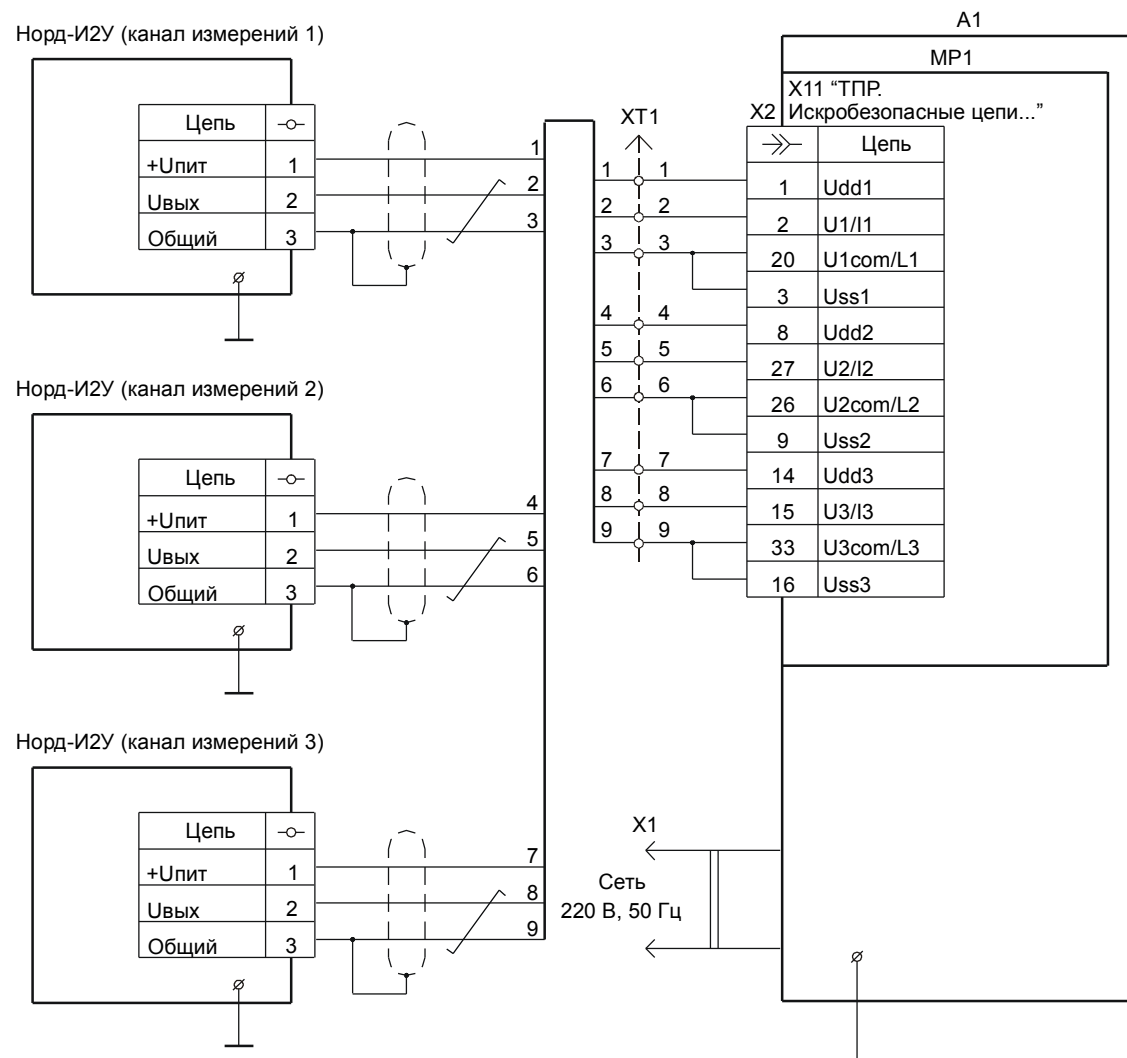 Норд-И2У (канал измерений 1)
Цепь
+Uпит 1
Uвых 2
Общий 3
1
2
3
Норд-И2У (канал измерений 2)
Цепь
+Uпит 1
Uвых 2
Общий 3
4
5
6
Норд-И2У (канал измерений 3)
Цепь
+Uпит 1
Uвых 2
Общий 3
7
8
9
XT1
1 1
2 2
3 3
4 4
5 5
6 6
7 7
8 8
9 9
A1
MP1
X11 “ТПР.
X2 Искробезопасные цепи...”
Цепь
1 Udd1
2 U1/I1
20 U1com/L1
3 Uss1
8 Udd2
27 U2/I2
26 U2com/L2
9 Uss2
14 Udd3
15 U3/I3
33 U3com/L3
16 Uss3
X1
Сеть
220 В, 50 Гц